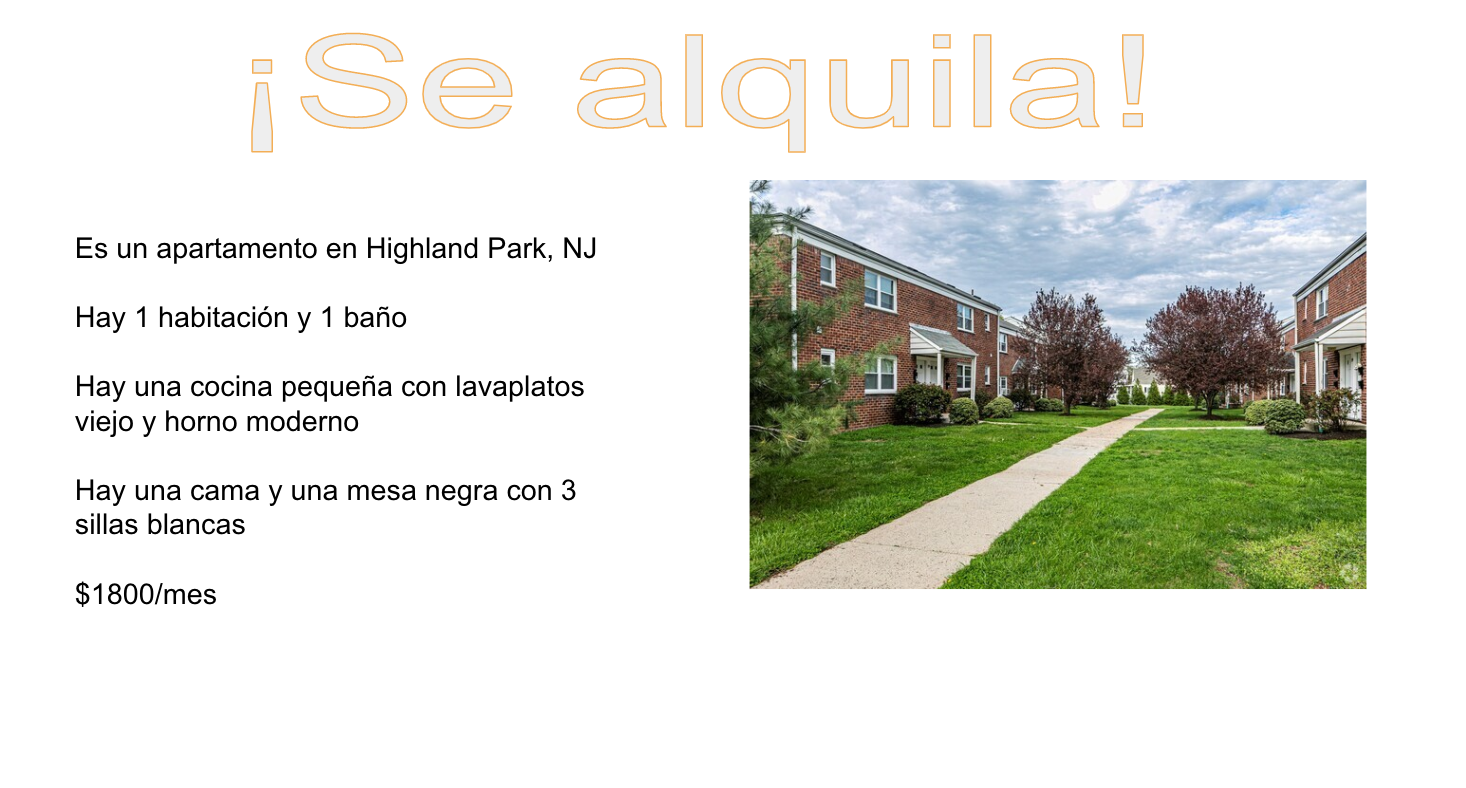 ¡Se alquila!
Es un apartamento en Highland Park, NJ
Hay 1 habitación y 1 baño
Hay una cocina pequeña con lavaplatos
viejo y horno moderno
Hay una cama y una mesa negra con 3
sillas blancas
$1800/mes